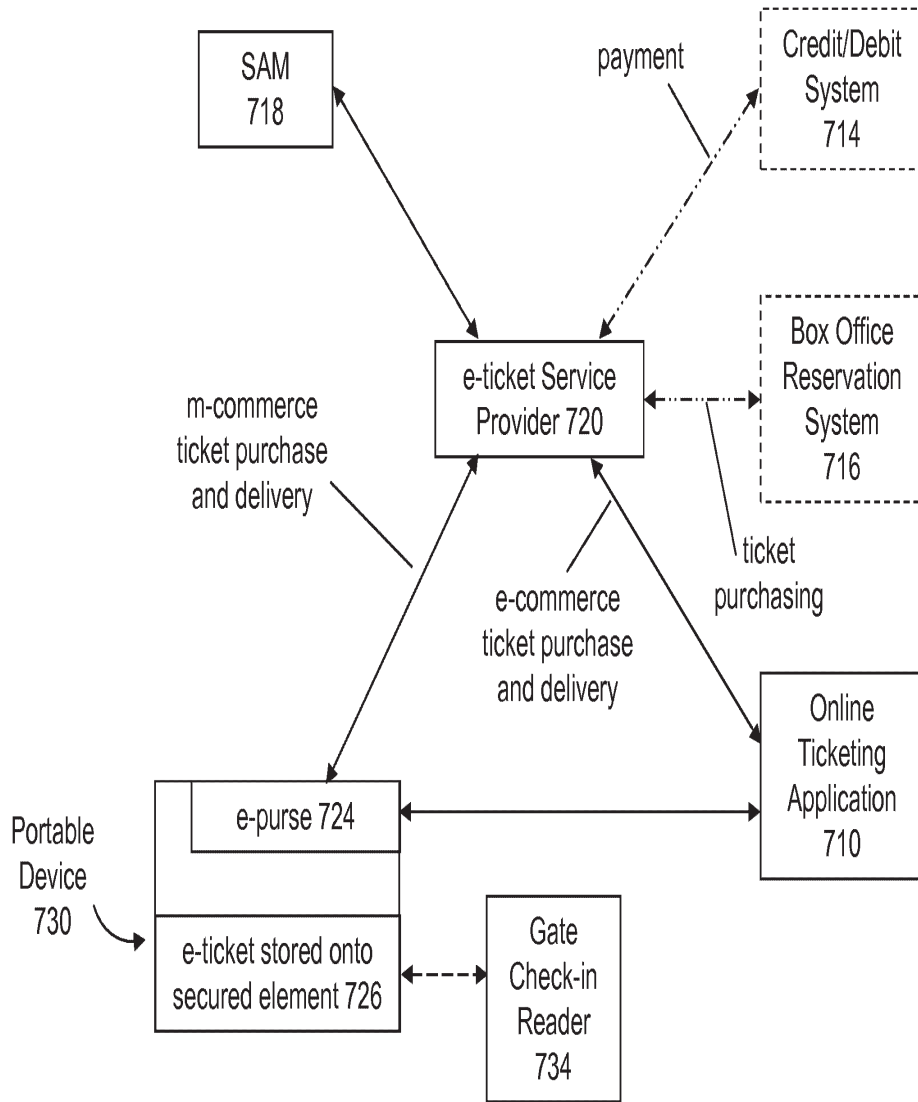 SAM
718
payment
Credit/Debit
System
714
e-ticket Service
Provider 720
Box Office
Reservation
System
716
m-commerce
ticket purchase
and delivery
ticket
purchasing
e-commerce
ticket purchase
and delivery
Online
Ticketing
Application
710
e-purse 724
Portable
Device
730
e-ticket stored onto
secured element 726
Gate
Check-in
Reader
734